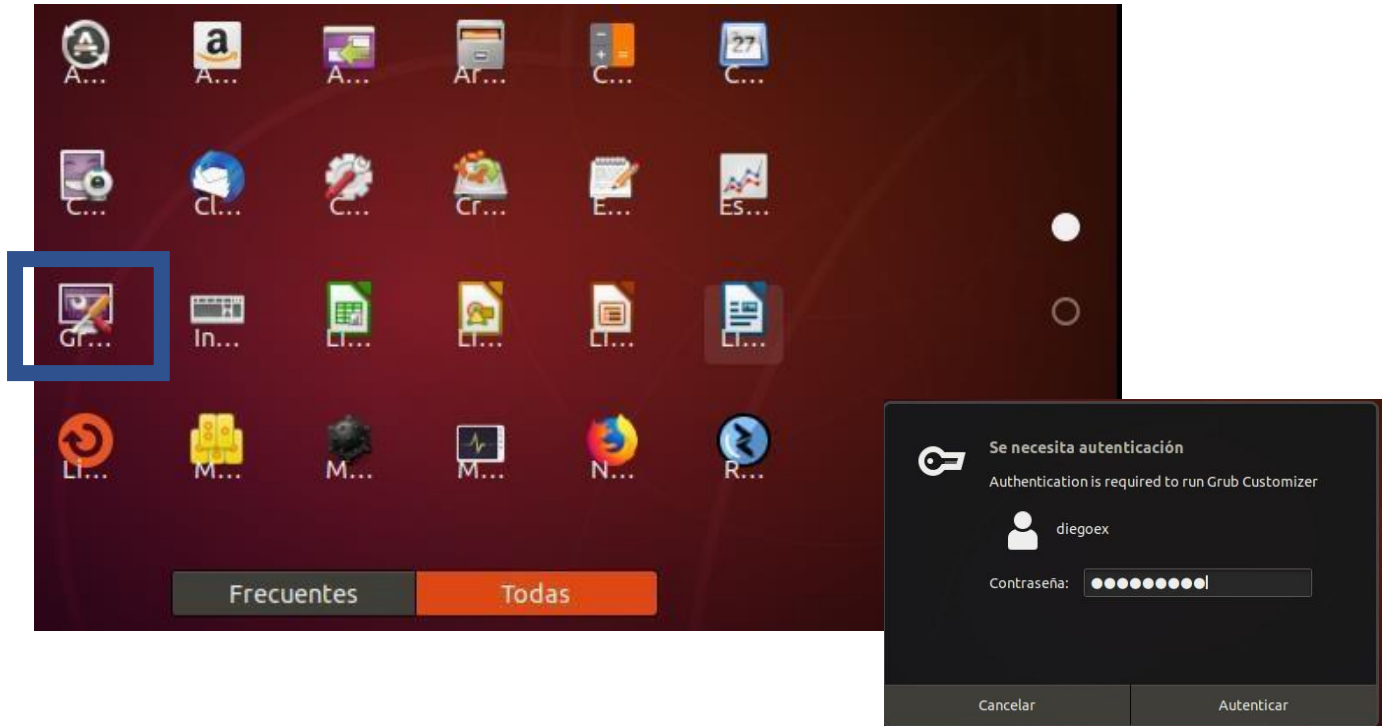 A...
A...
A...
Ar...
C...
C...
C...
Cl...
C...
Cr...
E...
Es...
Gr...
In...
Li...
Li...
Li...
Li...
Li...
M...
M...
M...
N...
R...
Frecuentes
Todas
Se necesita autenticación
Authentication is required to run Grub Customizer
diegoex
Contraseña: ●●●●●●●●●
Cancelar
Autenticar